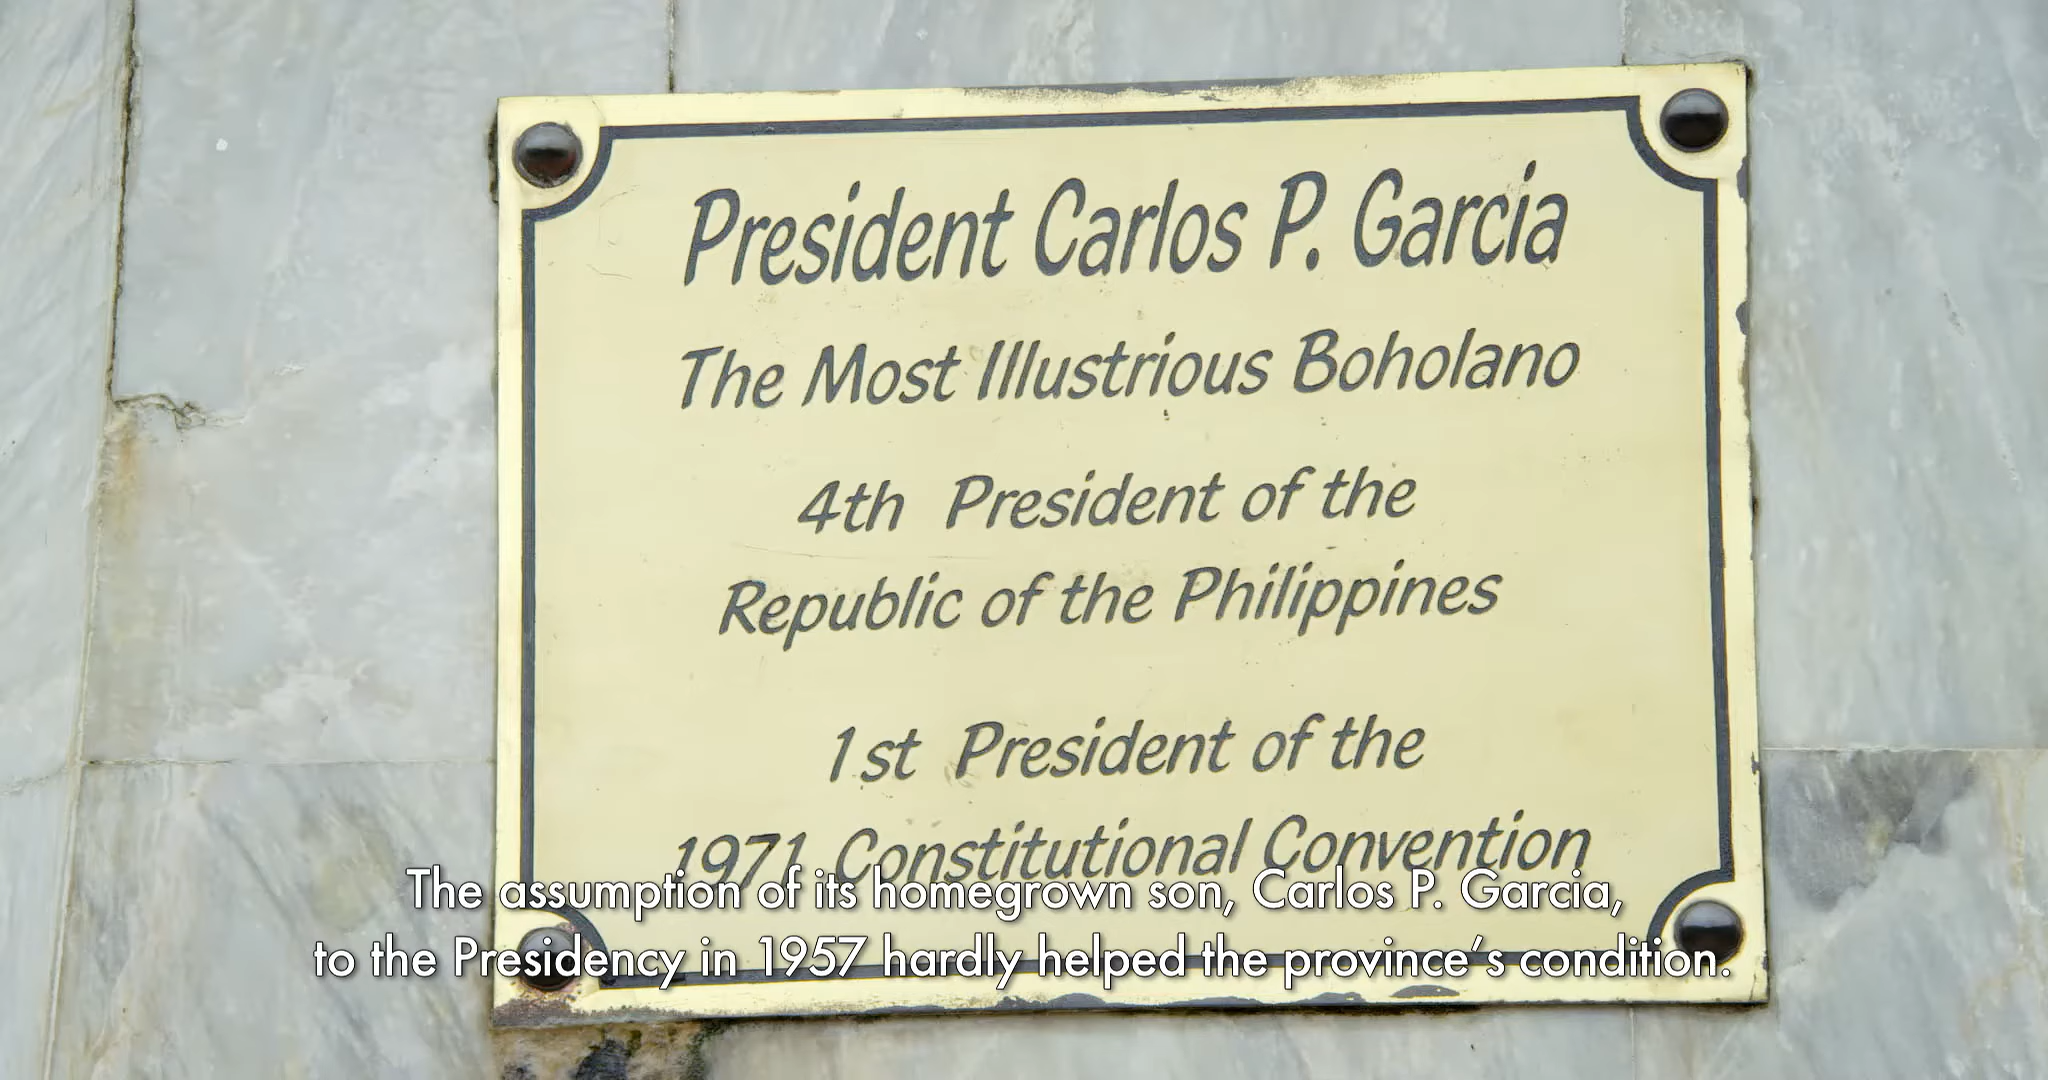 President Carlos P. Garcia
The Most Illustrious Boholano
4th President of the
Republic of the Philippines
1st President of the
1971 Constitutional Convention
The assumption of its homegrown son, Carlos P. Garcia,
to the Presidency in 1957 hardly helped the province's condition.